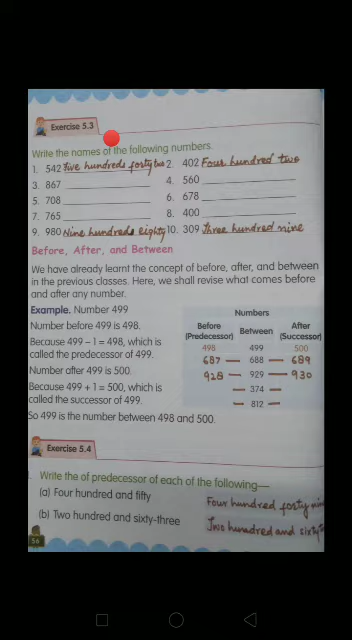 Exercise 5.3
Write the names of the following numbers.
1. 542 Five hundreds forty two 2. 402 Four hundred two
3. 867 4. 560
5. 708 6. 678
7. 765 8. 400
9. 980 Nine hundreds eighty 10. 309 Three hundred nine
Before, After, and Between
We have already learnt the concept of before, after, and between
in the previous classes. Here, we shall revise what comes before
and after any number.
Example. Number 499
Number before 499 is 498.
Because 499 – 1 = 498, which is
called the predecessor of 499.
Number after 499 is 500.
Because 499 + 1 = 500, which is
called the successor of 499.
So 499 is the number between 498 and 500.
Numbers
Before (Predecessor) Between After (Successor)
498 499 500
687 — 688 — 689
928 — 929 — 930
— 374 —
— 812 —
Exercise 5.4
Write the of predecessor of each of the following—
(a) Four hundred and fifty Four hundred forty nin
(b) Two hundred and sixty-three Two hundred and sixty
56